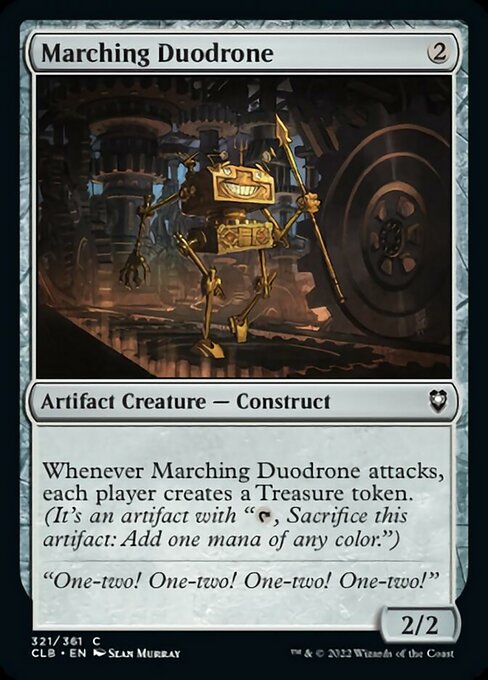 Marching Duodrone 2
Artifact Creature — Construct
Whenever Marching Duodrone attacks,
each player creates a Treasure token.
(It's an artifact with “, Sacrifice this
artifact: Add one mana of any color.”)
“One-two! One-two! One-two! One-two!”
2/2
321/361 C
CLB • EN Sean Murray
™ & © 2022 Wizards of the Coast